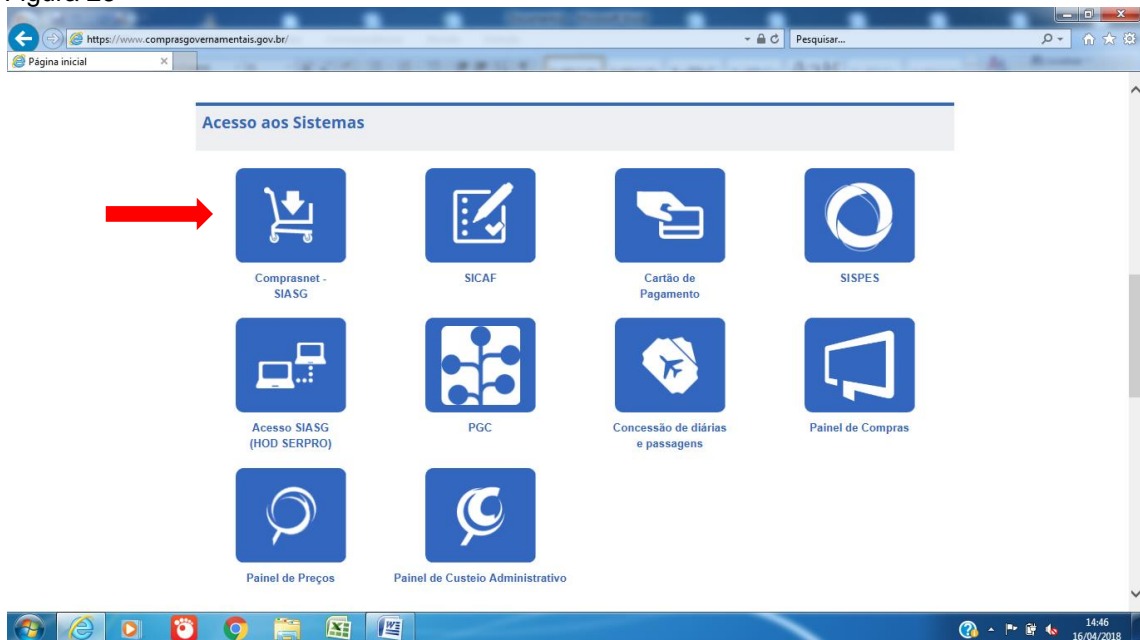 https://www.comprasgovernamentais.gov.br/
Pesquisar...
Página inicial
Acesso aos Sistemas
Comprasnet -
SIASG
SICAF
Cartão de
Pagamento
SISPES
Acesso SIASG
(HOD SERPRO)
PGC
Concessão de diárias
e passagens
Painel de Compras
Painel de Preços
Painel de Custeio Administrativo
14:46
16/04/2018